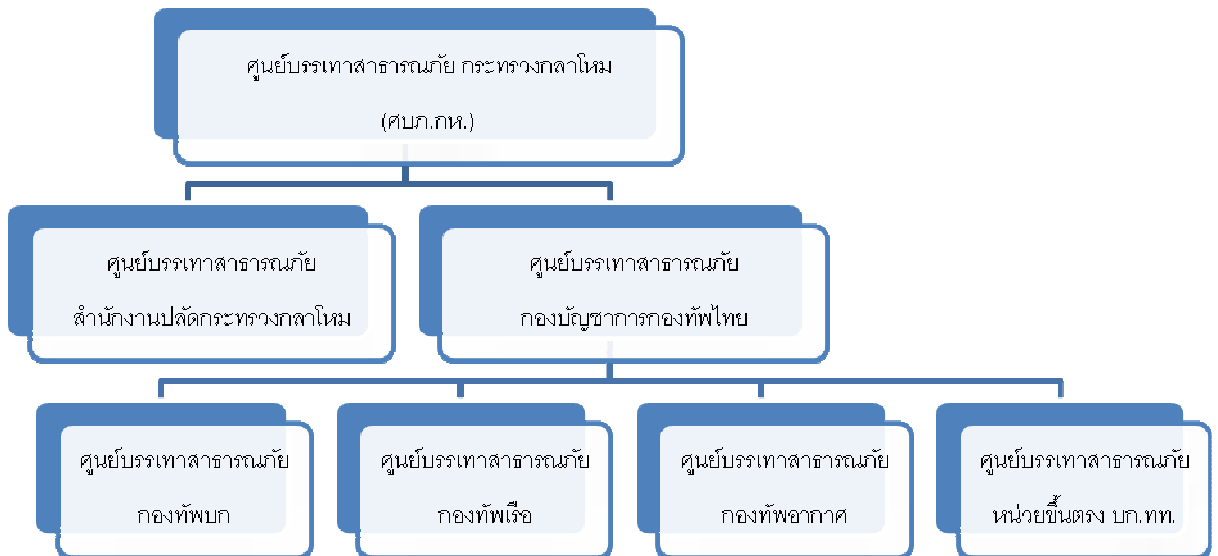 ศูนย์บรรเทาสาธารณภัย กระทรวงกลาโหม
(ศบภ.กห.)
ศูนย์บรรเทาสาธารณภัย
สำนักงานปลัดกระทรวงกลาโหม
ศูนย์บรรเทาสาธารณภัย
กองบัญชาการกองทัพไทย
ศูนย์บรรเทาสาธารณภัย
กองทัพบก
ศูนย์บรรเทาสาธารณภัย
กองทัพเรือ
ศูนย์บรรเทาสาธารณภัย
กองทัพอากาศ
ศูนย์บรรเทาสาธารณภัย
หน่วยขึ้นตรง บก.ทท.